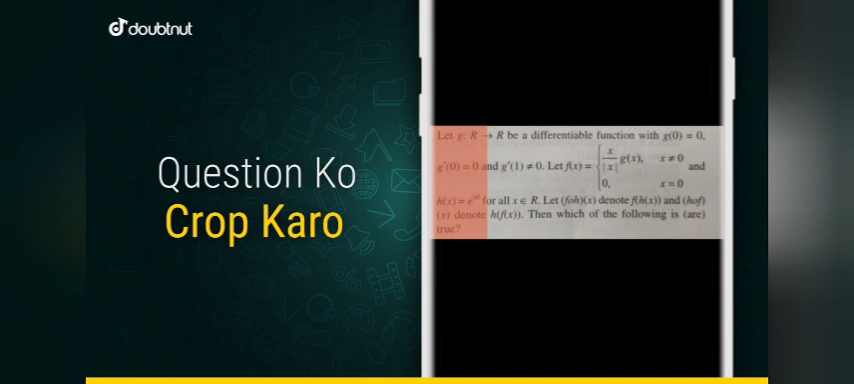 doubtnut
Question Ko
Crop Karo
Let g: R → R be a differentiable function with g(0) = 0,
g'(0) = 0 and g'(1) ≠ 0. Let f(x) = { x/|x| g(x), x ≠ 0 and
0, x = 0
h(x) = e^|x| for all x ∈ R. Let (foh)(x) denote f(h(x)) and (hof)
(x) denote h(f(x)). Then which of the following is (are)
true?